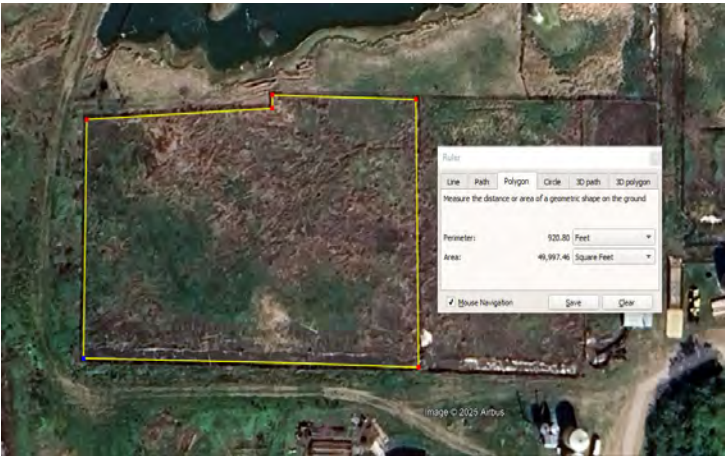 Ruler
Line Path Polygon Circle 3D path 3D polygon
Measure the distance or area of a geometric shape on the ground
Perimeter: 920.80 Feet
Area: 49,997.46 Square Feet
Mouse Navigation Save Clear
Image © 2025 Airbus